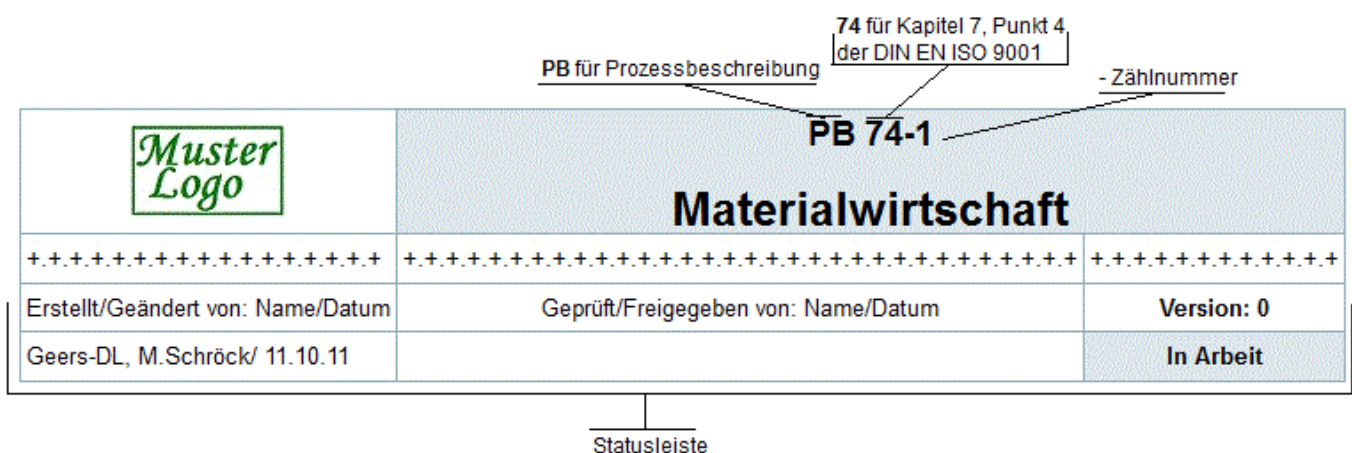 74 für Kapitel 7, Punkt 4
der DIN EN ISO 9001
PB für Prozessbeschreibung
- Zählnummer
Muster
Logo
PB 74-1
Materialwirtschaft
+.+.+.+.+.+.+.+.+.+.+.+.+.+.+.+.+ +.+.+.+.+.+.+.+.+.+.+.+.+.+.+.+.+.+.+.+.+.+.+.+.+.+.+.+.+.+.+.+ +.+.+.+.+.+.+.+.+.+.+.+
Erstellt/Geändert von: Name/Datum Geprüft/Freigegeben von: Name/Datum Version: 0
Geers-DL, M.Schröck/ 11.10.11 In Arbeit
Statusleiste